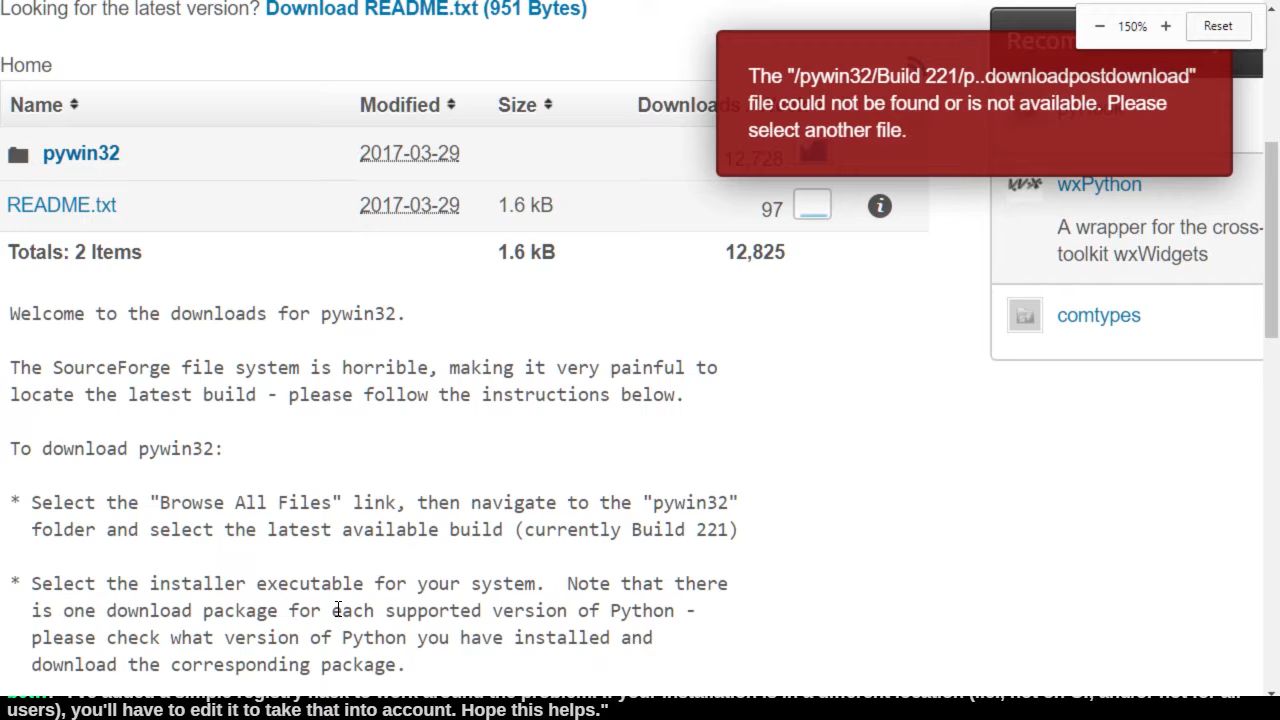 Looking for the latest version? Download README.txt (951 Bytes)
− 150% + Reset
Home
The "/pywin32/Build 221/p..downloadpostdownload"
file could not be found or is not available. Please
select another file.
Name Modified Size Downloads
pywin32 2017-03-29 12,728
README.txt 2017-03-29 1.6 kB 97
Totals: 2 Items 1.6 kB 12,825
wxPython
A wrapper for the cross-
toolkit wxWidgets
comtypes
Welcome to the downloads for pywin32.
The SourceForge file system is horrible, making it very painful to
locate the latest build - please follow the instructions below.
To download pywin32:
* Select the "Browse All Files" link, then navigate to the "pywin32"
folder and select the latest available build (currently Build 221)
* Select the installer executable for your system. Note that there
is one download package for each supported version of Python -
please check what version of Python you have installed and
download the corresponding package.
users), you'll have to edit it to take that into account. Hope this helps."